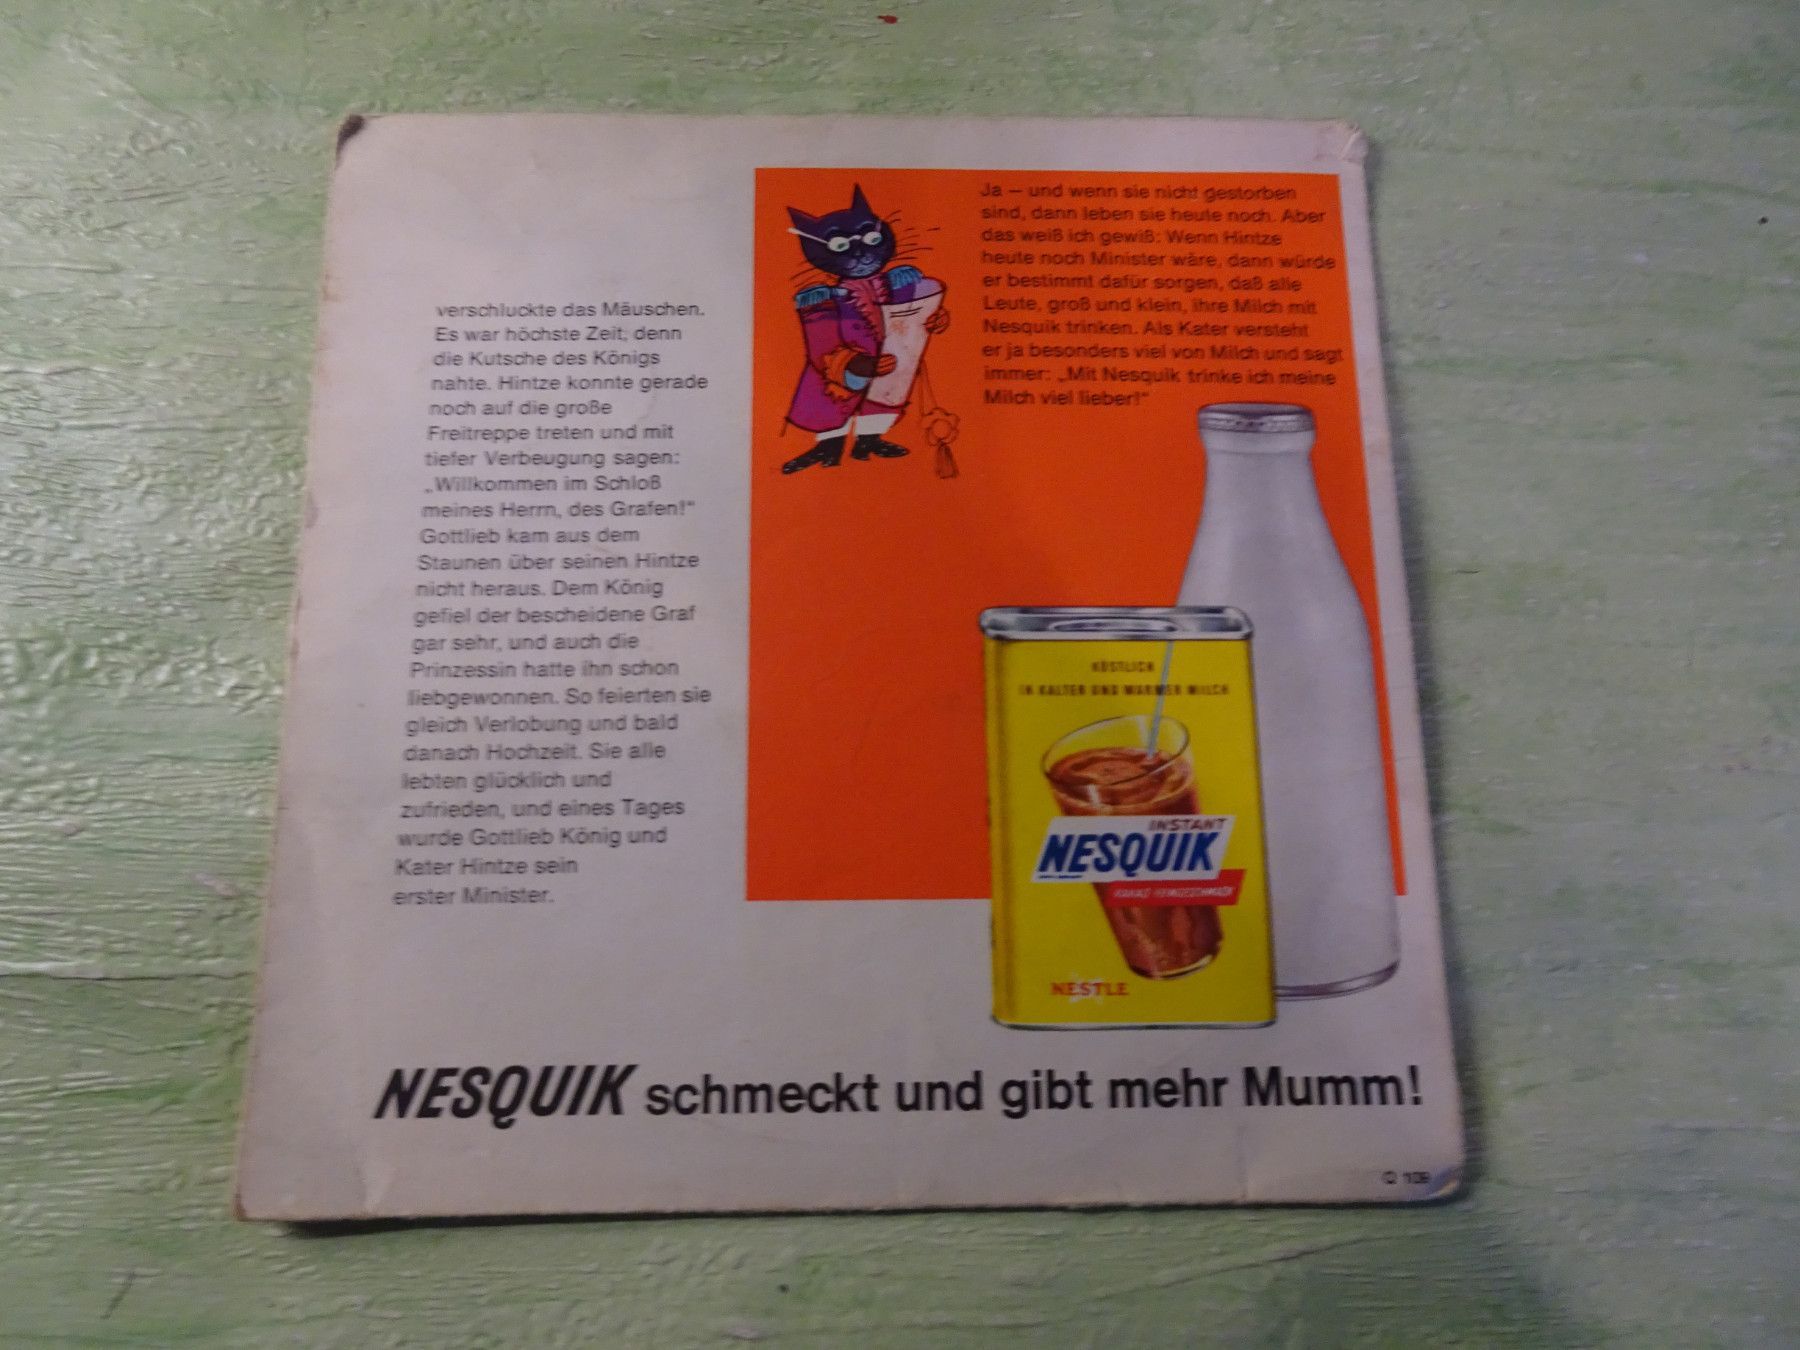 verschluckte das Mäuschen.
Es war höchste Zeit; denn
die Kutsche des Königs
nahte. Hintze konnte gerade
noch auf die große
Freitreppe treten und mit
tiefer Verbeugung sagen:
„Willkommen im Schloß
meines Herrn, des Grafen!“
Gottlieb kam aus dem
Staunen über seinen Hintze
nicht heraus. Dem König
gefiel der bescheidene Graf
gar sehr, und auch die
Prinzessin hatte ihn schon
liebgewonnen. So feierten sie
gleich Verlobung und bald
danach Hochzeit. Sie alle
lebten glücklich und
zufrieden, und eines Tages
wurde Gottlieb König und
Kater Hintze sein
erster Minister.
Ja – und wenn sie nicht gestorben
sind, dann leben sie heute noch. Aber
das weiß ich gewiß: Wenn Hintze
heute noch Minister wäre, dann würde
er bestimmt dafür sorgen, daß alle
Leute, groß und klein, ihre Milch mit
Nesquik trinken. Als Kater versteht
er ja besonders viel von Milch und sagt
immer: „Mit Nesquik trinke ich meine
Milch viel lieber!“
KÖSTLICH
IN KALTER UND WARMER MILCH
INSTANT
NESQUIK
KAKAO FEINGESCHMACK
NESTLE
NESQUIK schmeckt und gibt mehr Mumm!
Q 109